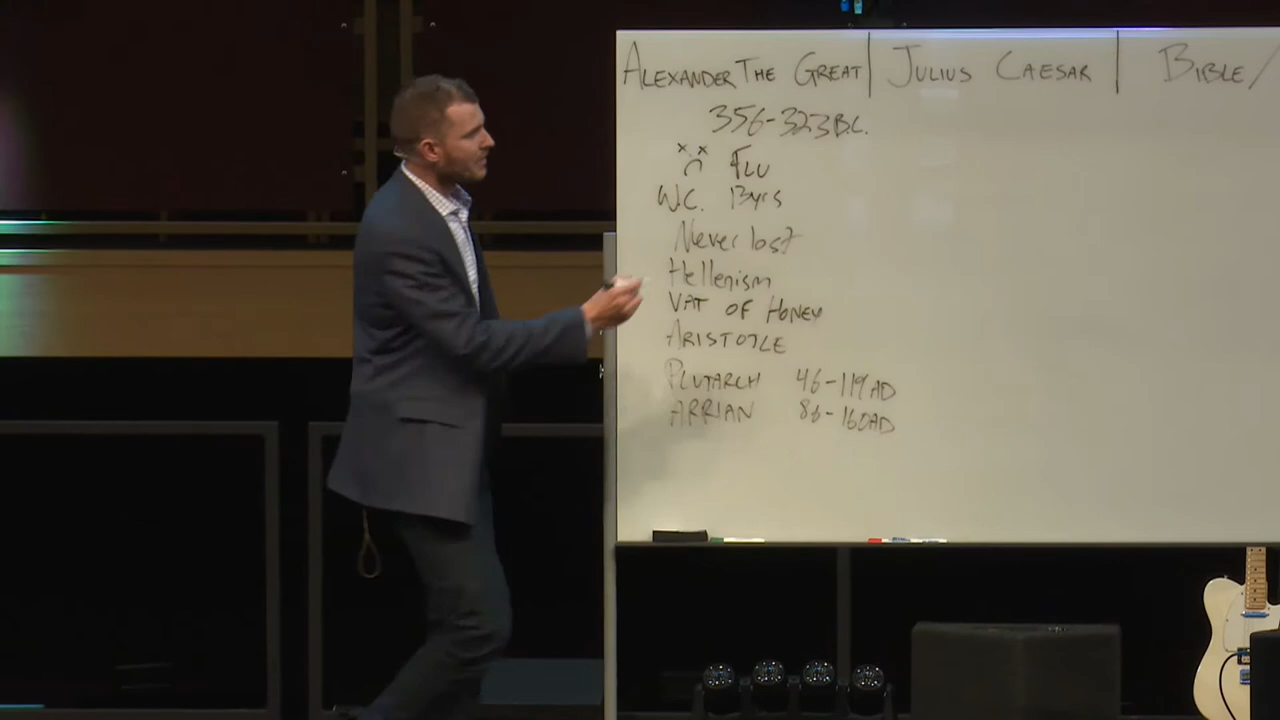 ALEXANDER THE GREAT | JULIUS CAESAR | BIBLE/
356-323 B.C.
FLU
W.C. 13yrs
Never lost
Hellenism
VAT OF HONEY
ARISTOTLE
PLUTARCH 46-119 AD
ARRIAN 86-160 AD